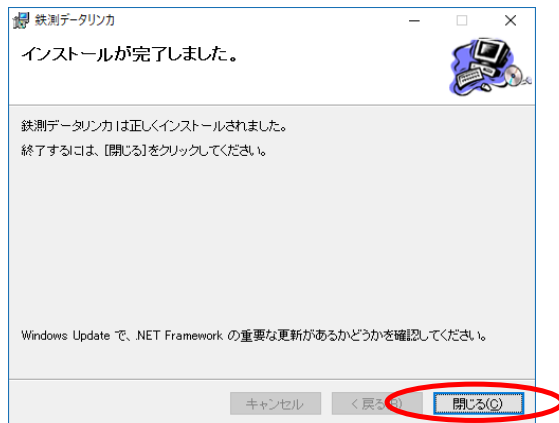 鉄測データリンカ
インストールが完了しました。
鉄測データリンカ は正しくインストールされました。
終了するには、[閉じる]をクリックしてください。
Windows Update で、.NET Framework の重要な更新があるかどうかを確認してください。
キャンセル
< 戻る(B)
閉じる(C)